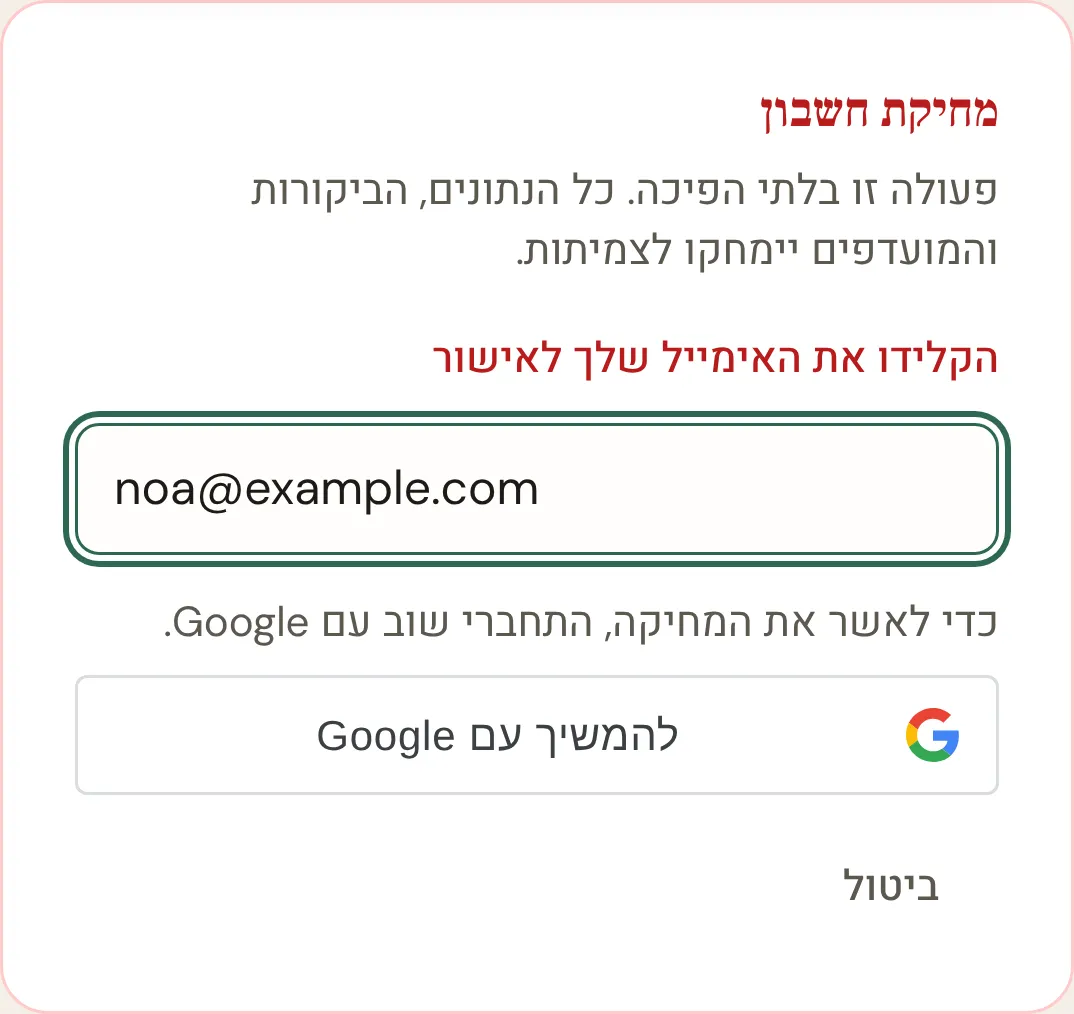 מחיקת חשבון
פעולה זו בלתי הפיכה. כל הנתונים, הביקורות
והמועדפים יימחקו לצמיתות.
הקלידו את האימייל שלך לאישור
noa@example.com
כדי לאשר את המחיקה, התחברי שוב עם Google.
להמשיך עם Google
ביטול